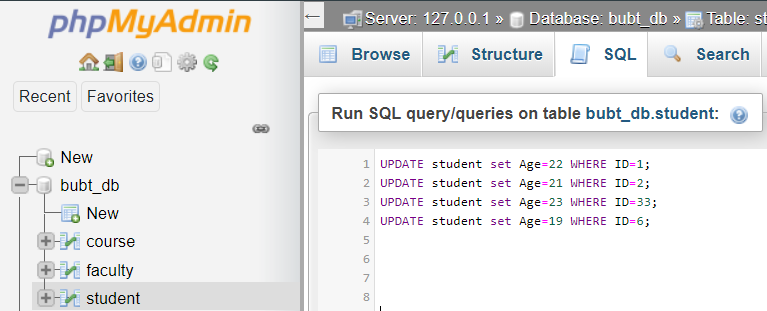 phpMyAdmin
Recent Favorites
New
bubt_db
New
course
faculty
student
Server: 127.0.0.1 » Database: bubt_db » Table: st
Browse Structure SQL Search
Run SQL query/queries on table bubt_db.student:
1 UPDATE student set Age=22 WHERE ID=1;
2 UPDATE student set Age=21 WHERE ID=2;
3 UPDATE student set Age=23 WHERE ID=33;
4 UPDATE student set Age=19 WHERE ID=6;
5
6
7
8